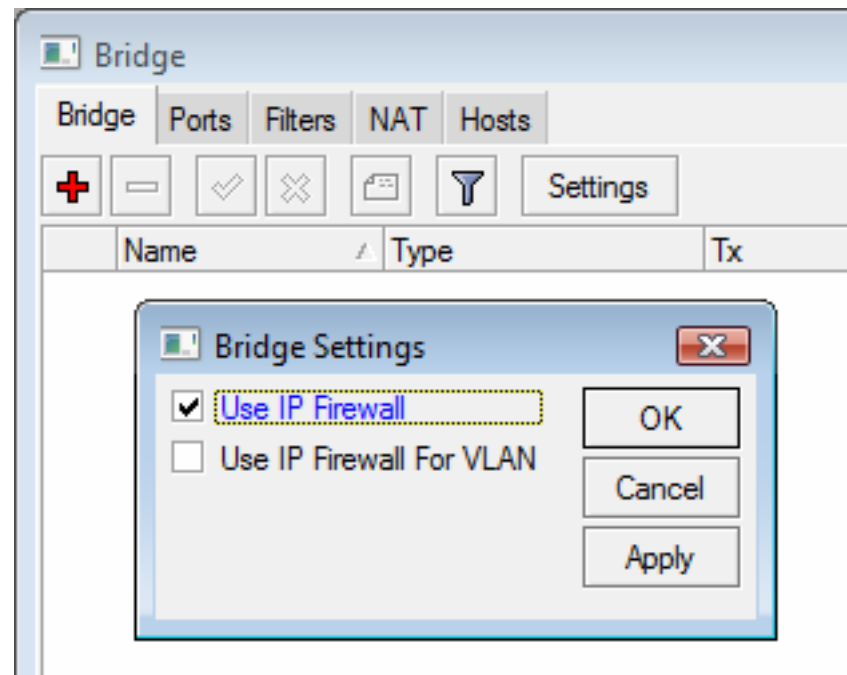 Bridge
Bridge Ports Filters NAT Hosts
Settings
Name Type Tx
Bridge Settings
Use IP Firewall
OK
Use IP Firewall For VLAN
Cancel
Apply